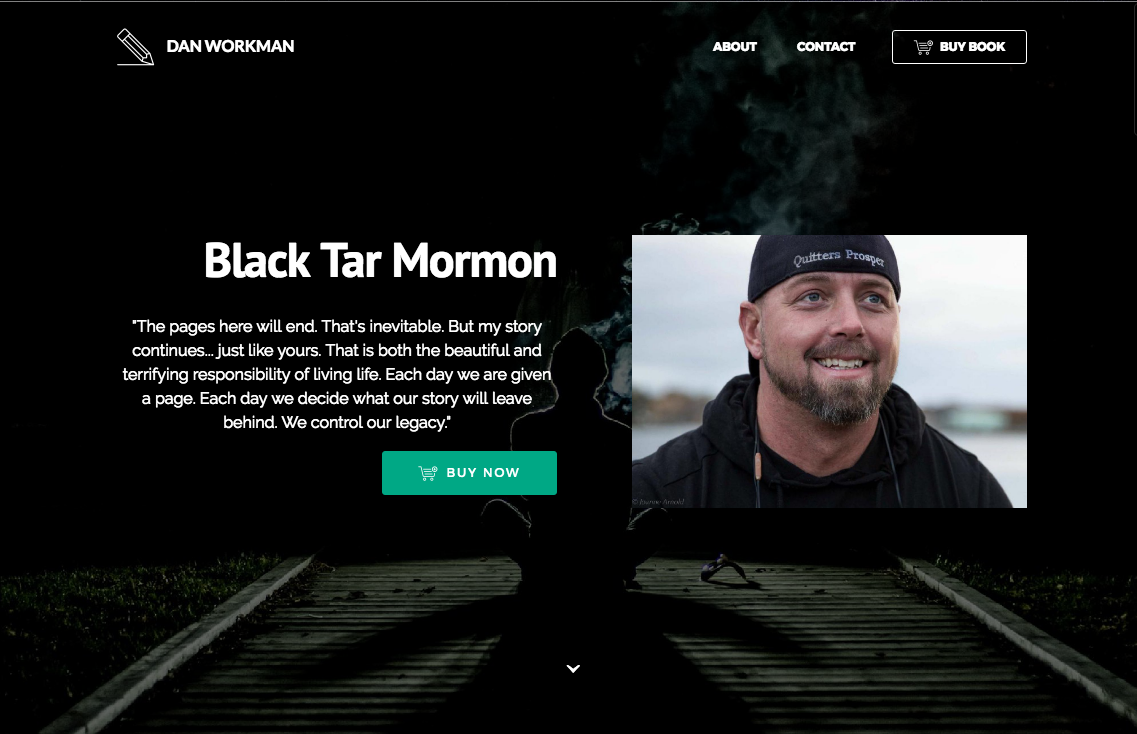 DAN WORKMAN
ABOUT
CONTACT
BUY BOOK
Black Tar Mormon
"The pages here will end. That's inevitable. But my story
continues... just like yours. That is both the beautiful and
terrifying responsibility of living life. Each day we are given
a page. Each day we decide what our story will leave
behind. We control our legacy."
BUY NOW
Quitters Prosper
© Joanne Arnold